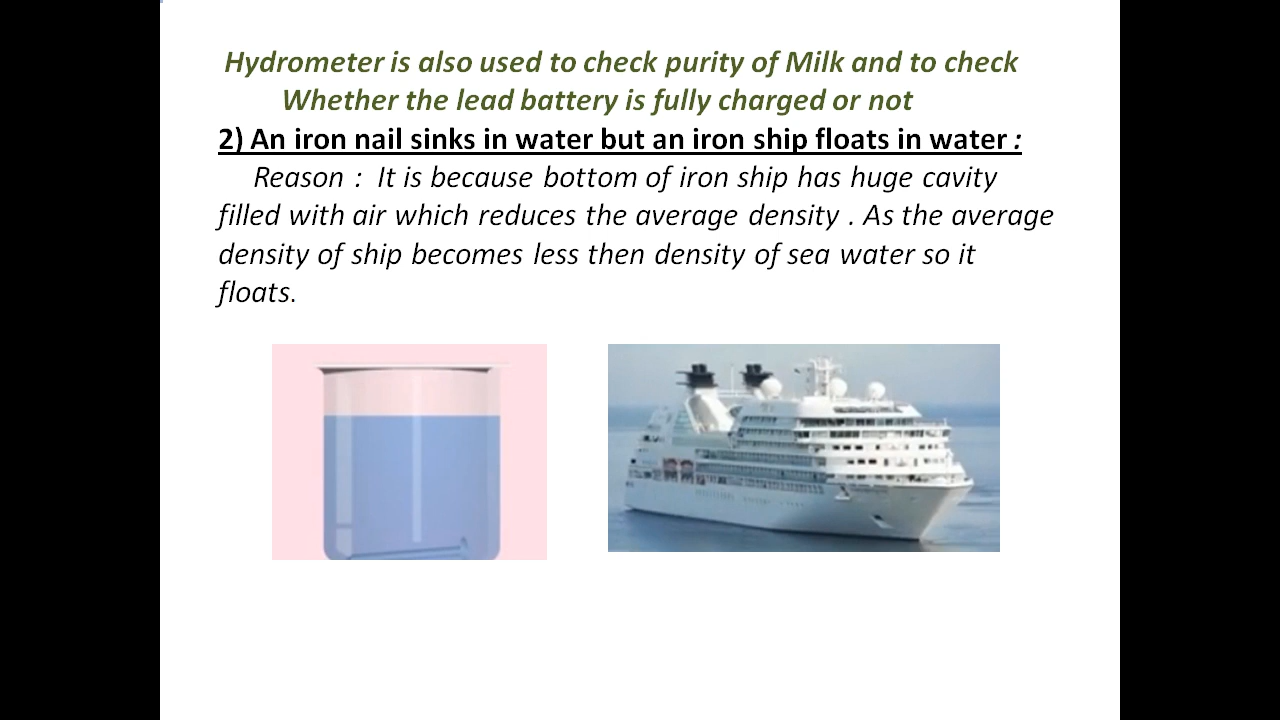 Hydrometer is also used to check purity of Milk and to check
Whether the lead battery is fully charged or not
2) An iron nail sinks in water but an iron ship floats in water :
Reason : It is because bottom of iron ship has huge cavity
filled with air which reduces the average density . As the average
density of ship becomes less then density of sea water so it
floats.